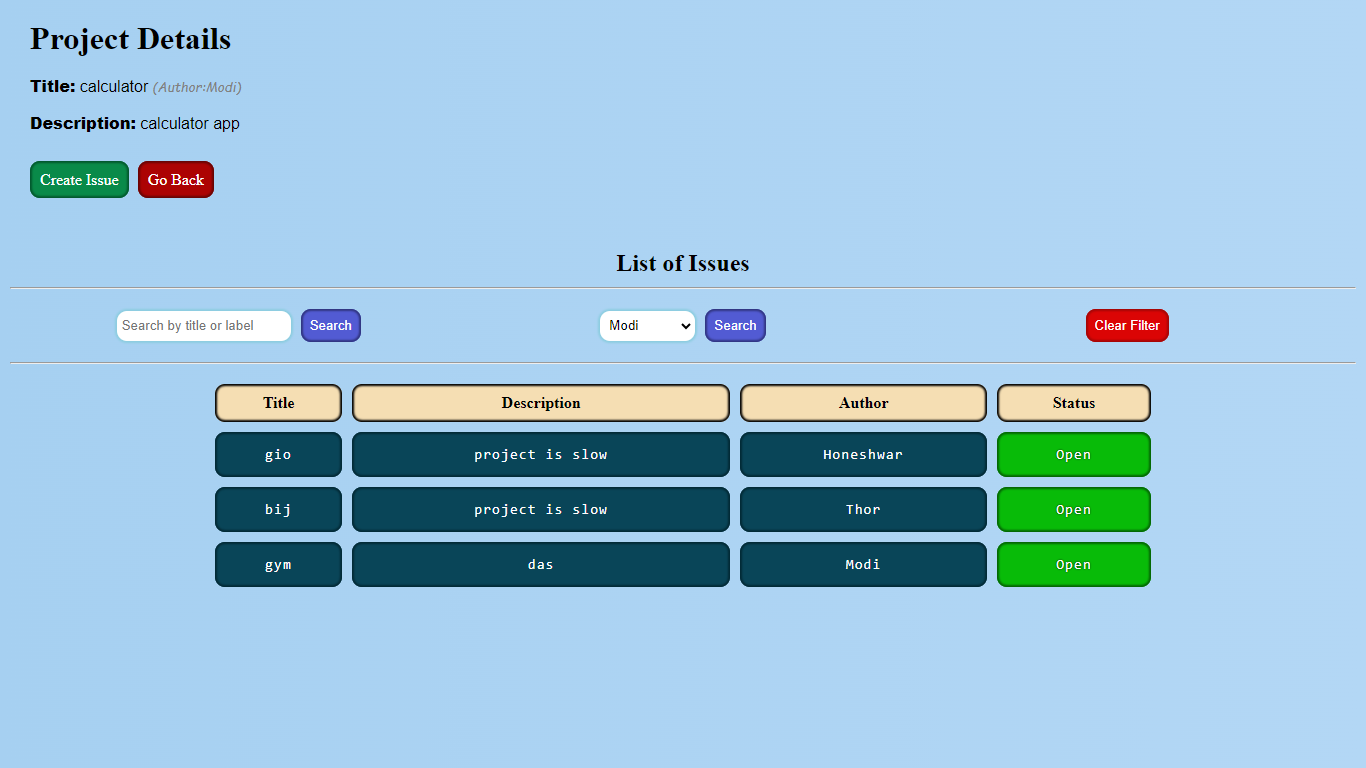 Project Details
Title: calculator (Author:Modi)
Description: calculator app
Create Issue Go Back
List of Issues
Search by title or label Search Modi Search Clear Filter
Title Description Author Status
gio project is slow Honeshwar Open
bij project is slow Thor Open
gym das Modi Open